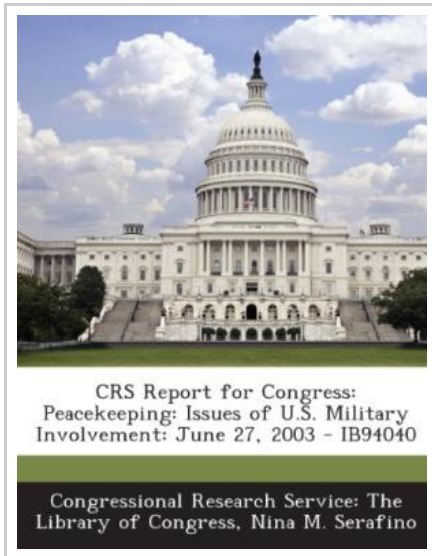 CRS Report for Congress:
Peacekeeping: Issues of U.S. Military
Involvement: June 27, 2003 - IB94040
Congressional Research Service: The
Library of Congress, Nina M. Serafino